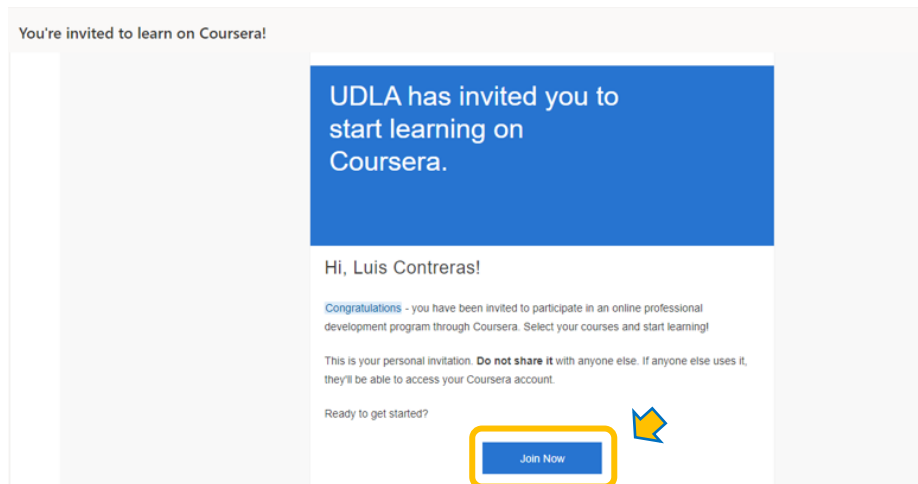 You're invited to learn on Coursera!
UDLA has invited you to
start learning on
Coursera.
Hi, Luis Contreras!
Congratulations - you have been invited to participate in an online professional
development program through Coursera. Select your courses and start learning!
This is your personal invitation. Do not share it with anyone else. If anyone else uses it,
they'll be able to access your Coursera account.
Ready to get started?
Join Now